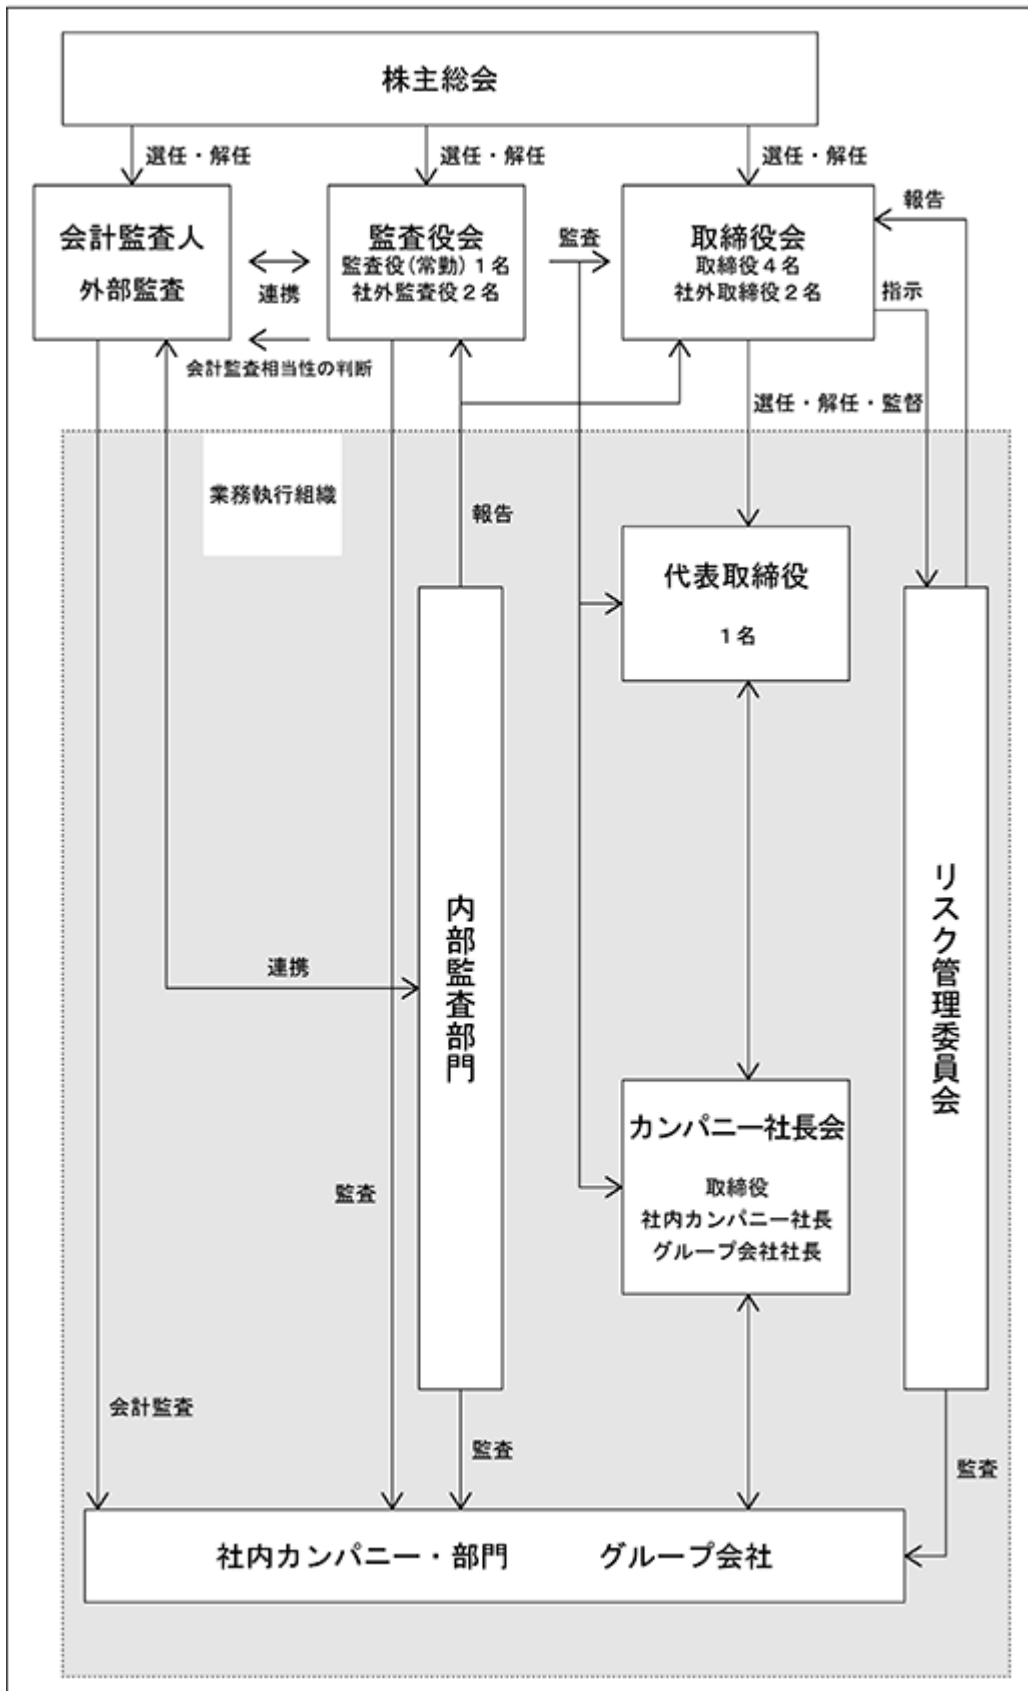 株主総会
選任・解任
選任・解任
選任・解任
会計監査人
外部監査
連携
会計監査相当性の判断
監査役会
監査役(常勤)1名
社外監査役2名
監査
取締役会
取締役4名
社外取締役2名
報告
指示
選任・解任・監督
業務執行組織
報告
代表取締役
1名
内部監査部門
連携
リスク管理委員会
カンパニー社長会
取締役
社内カンパニー社長
グループ会社社長
監査
会計監査
監査
監査
社内カンパニー・部門 グループ会社